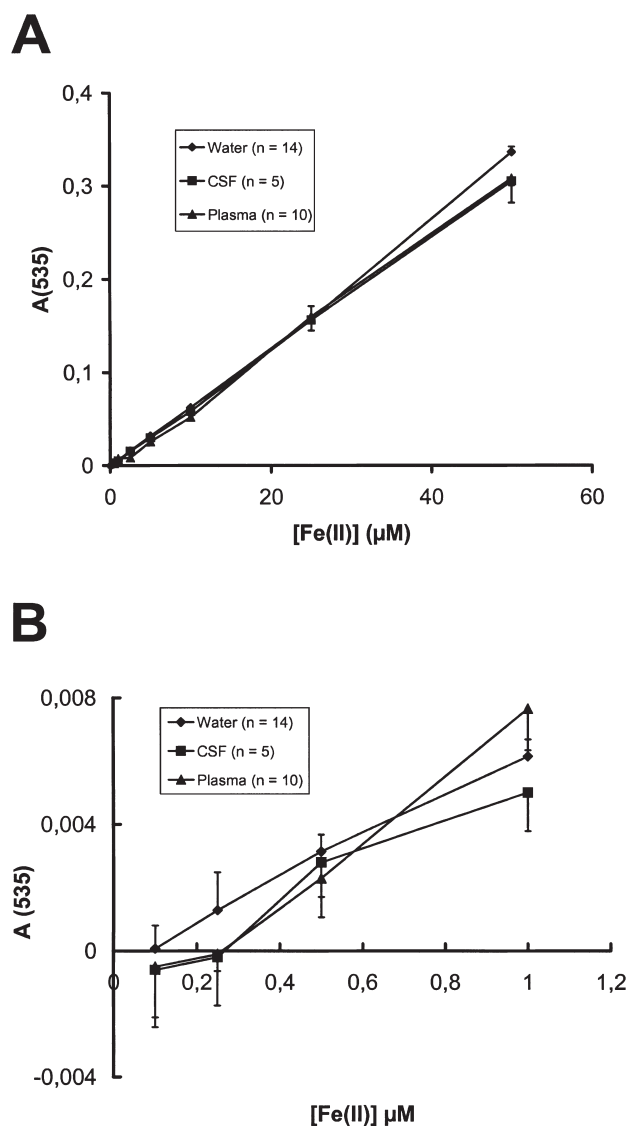 A
0,4
0,3
0,2
0,1
0
A(535)
Water (n = 14)
CSF (n = 5)
Plasma (n = 10)
0 20 40 60
[Fe(II)] (µM)
B
0,008
0,004
0
-0,004
A (535)
Water (n = 14)
CSF (n = 5)
Plasma (n = 10)
0 0,2 0,4 0,6 0,8 1 1,2
[Fe(II)] µM